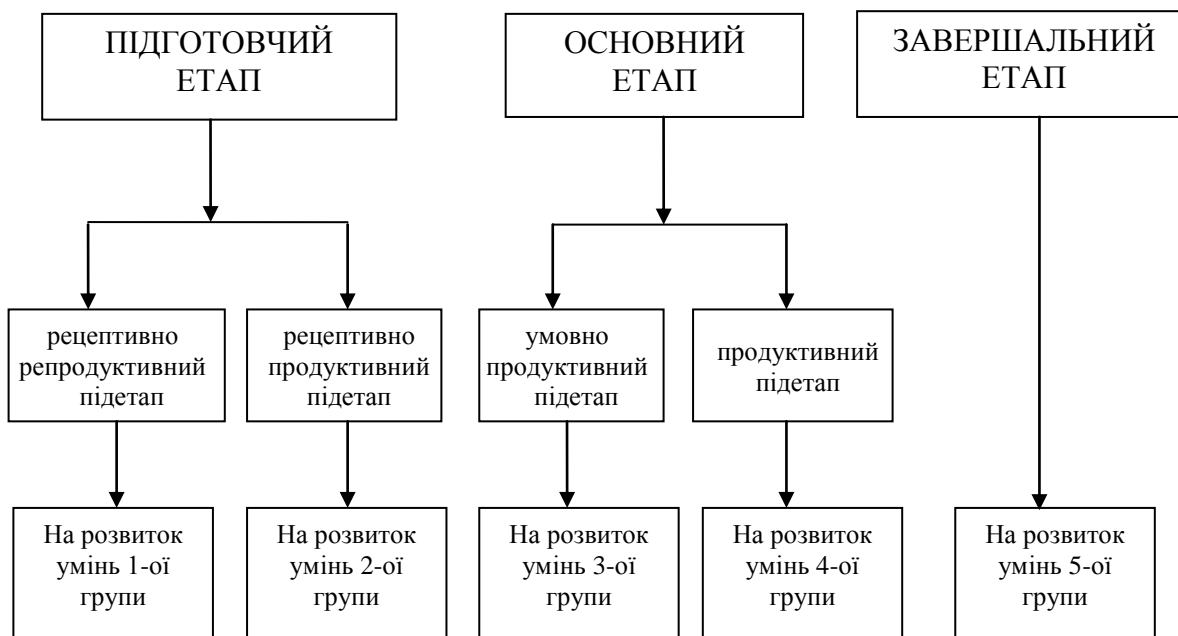 ПІДГОТОВЧИЙ
ЕТАП
ОСНОВНИЙ
ЕТАП
ЗАВЕРШАЛЬНИЙ
ЕТАП
рецептивно
репродуктивний
підетап
рецептивно
продуктивний
підетап
умовно
продуктивний
підетап
продуктивний
підетап
На розвиток
умінь 1-ої
групи
На розвиток
умінь 2-ої
групи
На розвиток
умінь 3-ої
групи
На розвиток
умінь 4-ої
групи
На розвиток
умінь 5-ої
групи